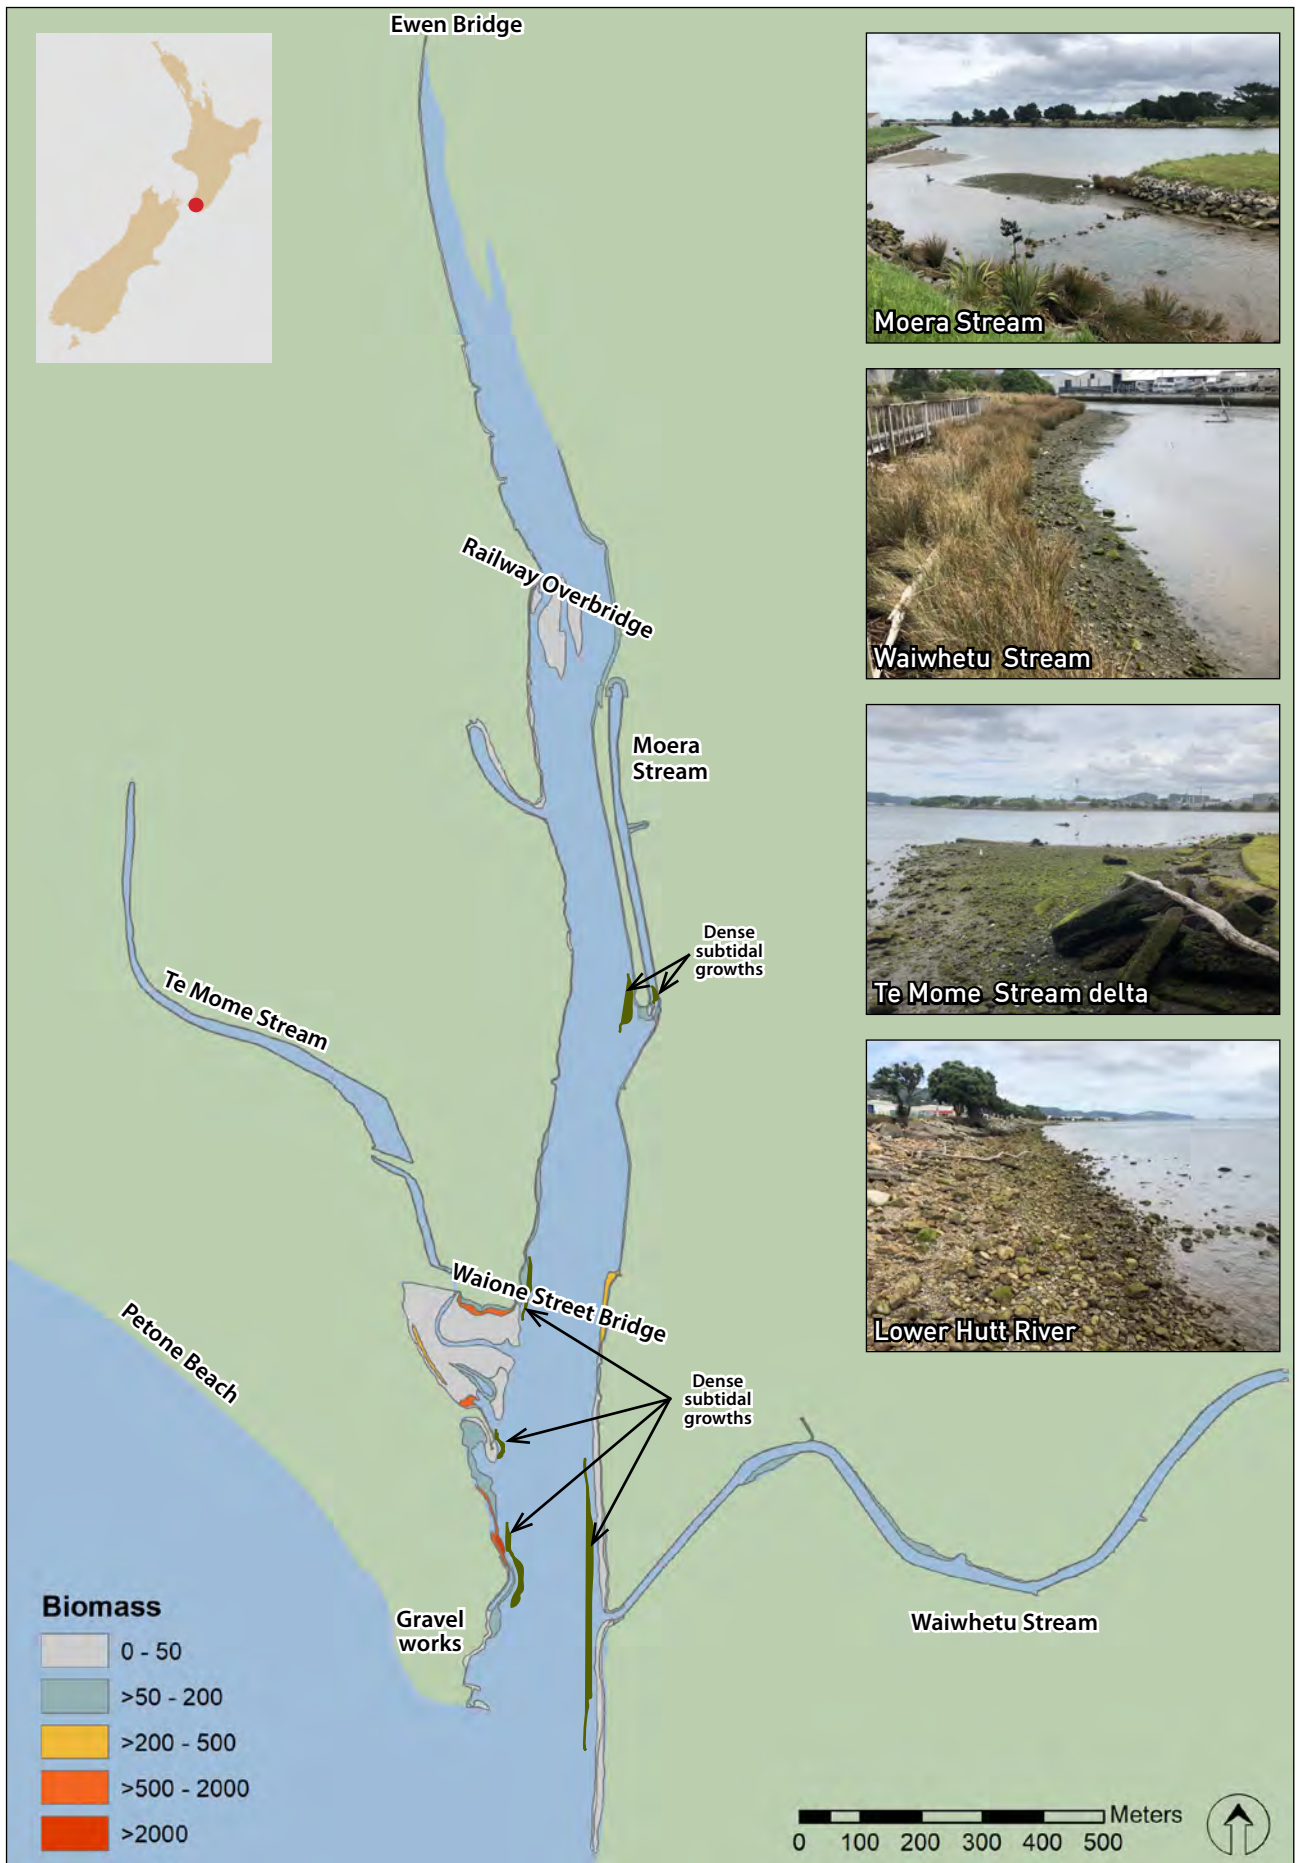 Ewen Bridge
Moera Stream
Waiwhetu Stream
Te Mome Stream delta
Lower Hutt River
Railway Overbridge
Moera
Stream
Dense
subtidal
growths
Te Mome Stream
Waione Street Bridge
Petone Beach
Dense
subtidal
growths
Gravel
works
Waiwhetu Stream
Biomass
0 - 50
>50 - 200
>200 - 500
>500 - 2000
>2000
Meters
0 100 200 300 400 500